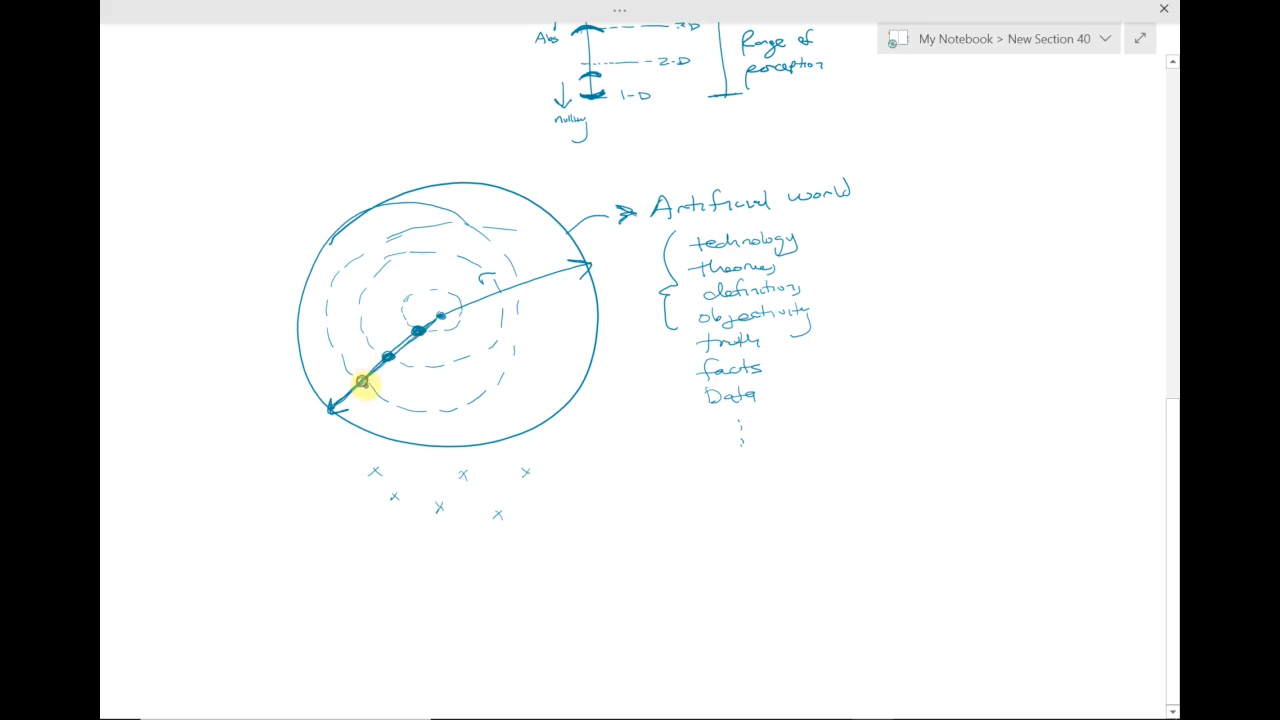 My Notebook > New Section 40
Abs
3-D
2-D
1-D
nullity
Range of
perception
r
Artificial world
technology
theories
definitions
objectivity
truth
facts
Data
:
:
x x x
x x x